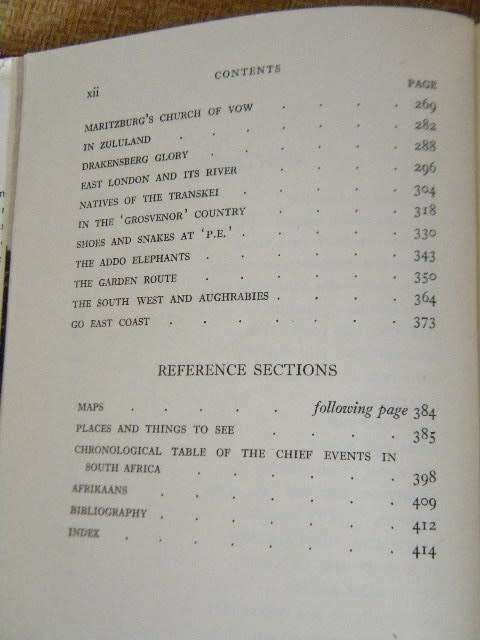 CONTENTS
xii
PAGE
MARITZBURG'S CHURCH OF VOW . . . . 269
IN ZULULAND . . . . . . 282
DRAKENSBERG GLORY . . . . . . 288
EAST LONDON AND ITS RIVER . . . . 296
NATIVES OF THE TRANSKEI . . . . . 304
IN THE 'GROSVENOR' COUNTRY . . . . 318
SHOES AND SNAKES AT 'P.E.' . . . . . 330
THE ADDO ELEPHANTS . . . . . . 343
THE GARDEN ROUTE . . . . . . 350
THE SOUTH WEST AND AUGHRABIES . . . . 364
GO EAST COAST . . . . . . . 373
REFERENCE SECTIONS
MAPS . . . . . following page 384
PLACES AND THINGS TO SEE . . . . 385
CHRONOLOGICAL TABLE OF THE CHIEF EVENTS IN
SOUTH AFRICA . . . . . . 398
AFRIKAANS . . . . . . . 409
BIBLIOGRAPHY . . . . . . . 412
INDEX . . . . . . . . 414